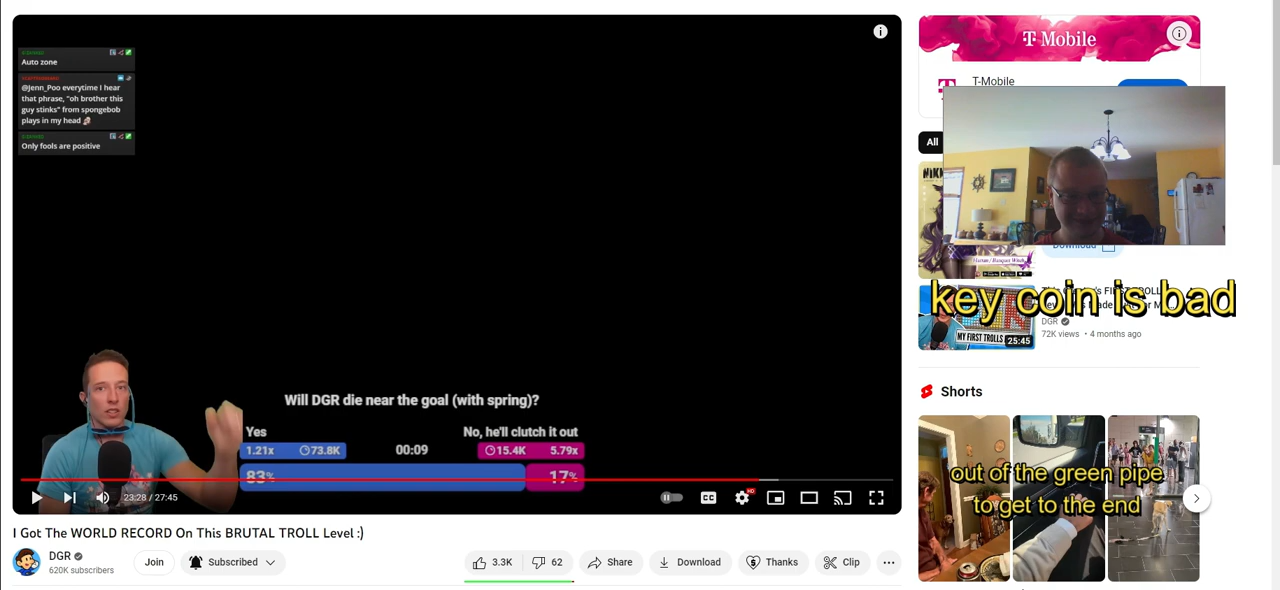 Auto zone
@Jenn_Poo everytime I hear
that phrase, "oh brother this
guy stinks" from spongebob
plays in my head
Only fools are positive
Will DGR die near the goal (with spring)?
Yes
No, he'll clutch it out
1.21x
73.8K
00:09
15.4K
5.79x
83%
17%
23:28 / 27:45
CC
HD
I Got The WORLD RECORD On This BRUTAL TROLL Level :)
DGR
620K subscribers
Join
Subscribed
3.3K
62
Share
Download
Thanks
Clip
T Mobile
T-Mobile
All
NIK
Download
key coin is bad
DGR
72K views • 4 months ago
MY FIRST TROLLS
25:45
Shorts
out of the green pipe
to get to the end